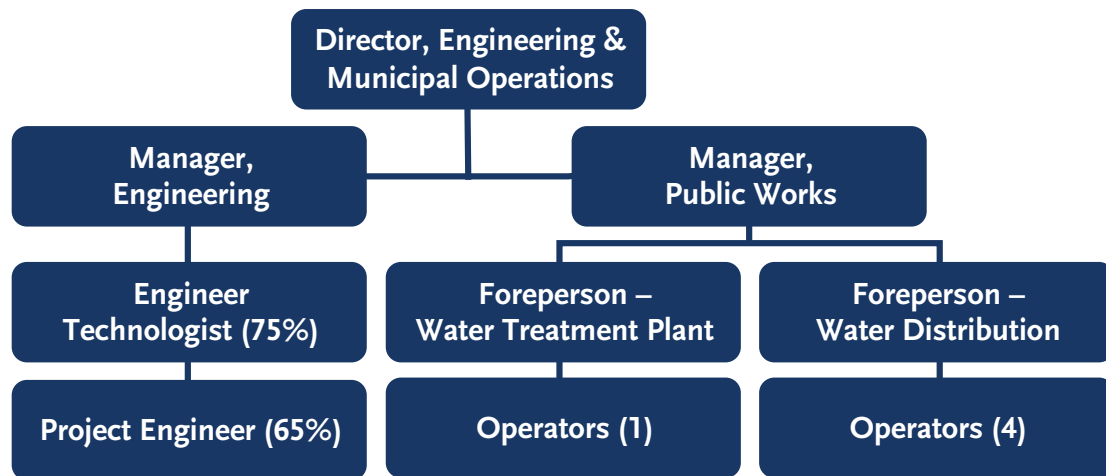 Director, Engineering &
Municipal Operations
Manager,
Engineering
Manager,
Public Works
Engineer
Technologist (75%)
Foreperson –
Water Treatment Plant
Foreperson –
Water Distribution
Project Engineer (65%)
Operators (1)
Operators (4)